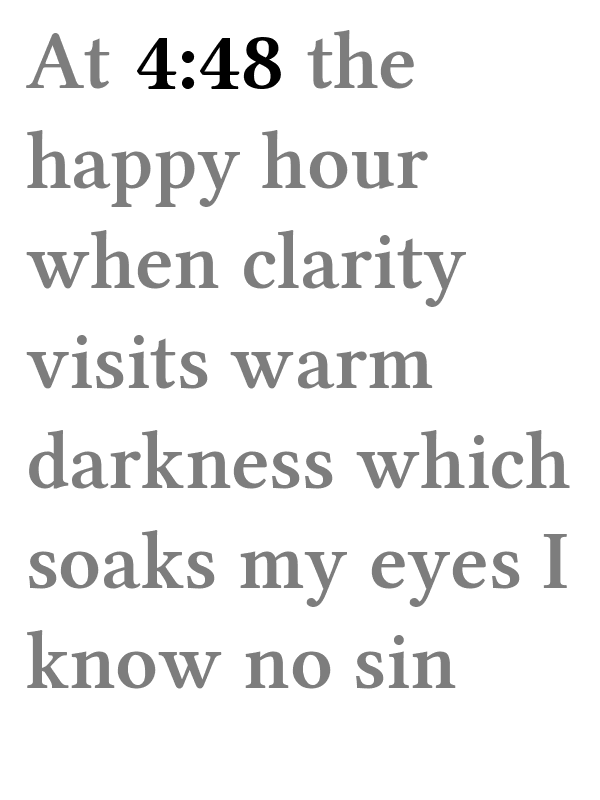 At 4:48 the
happy hour
when clarity
visits warm
darkness which
soaks my eyes I
know no sin